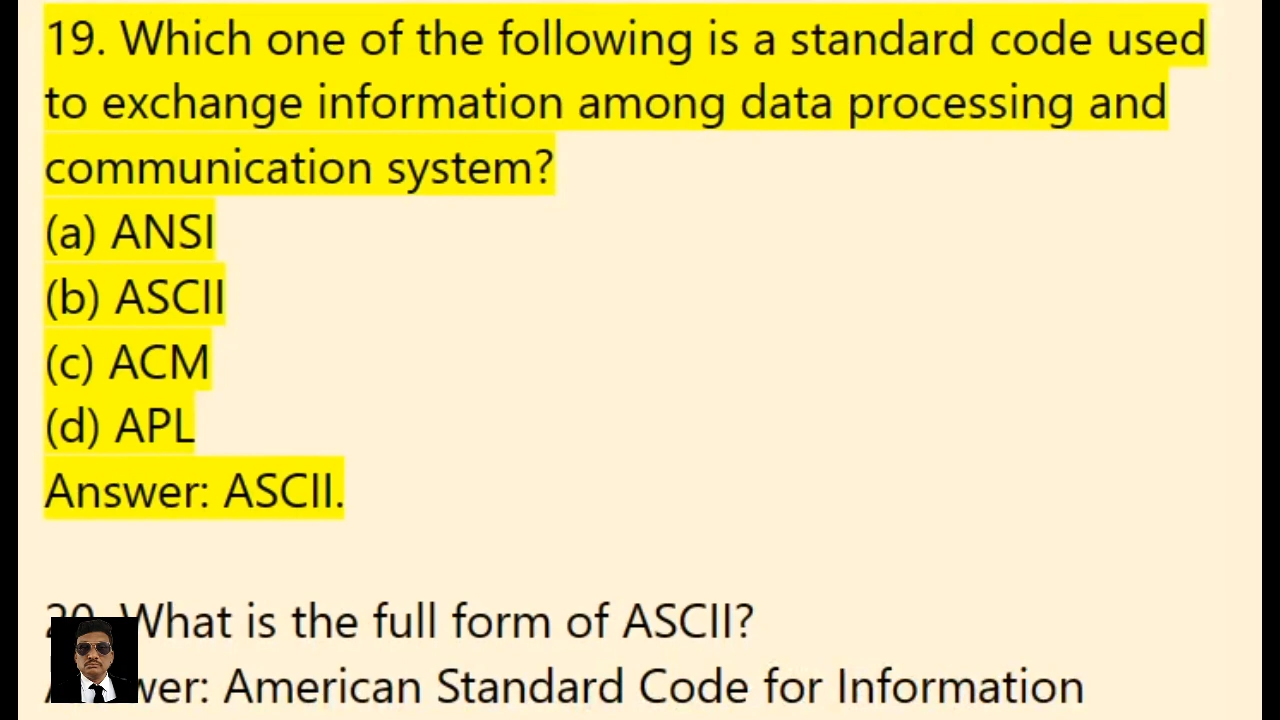 19. Which one of the following is a standard code used
to exchange information among data processing and
communication system?
(a) ANSI
(b) ASCII
(c) ACM
(d) APL
Answer: ASCII.
20. What is the full form of ASCII?
American Standard Code for Information